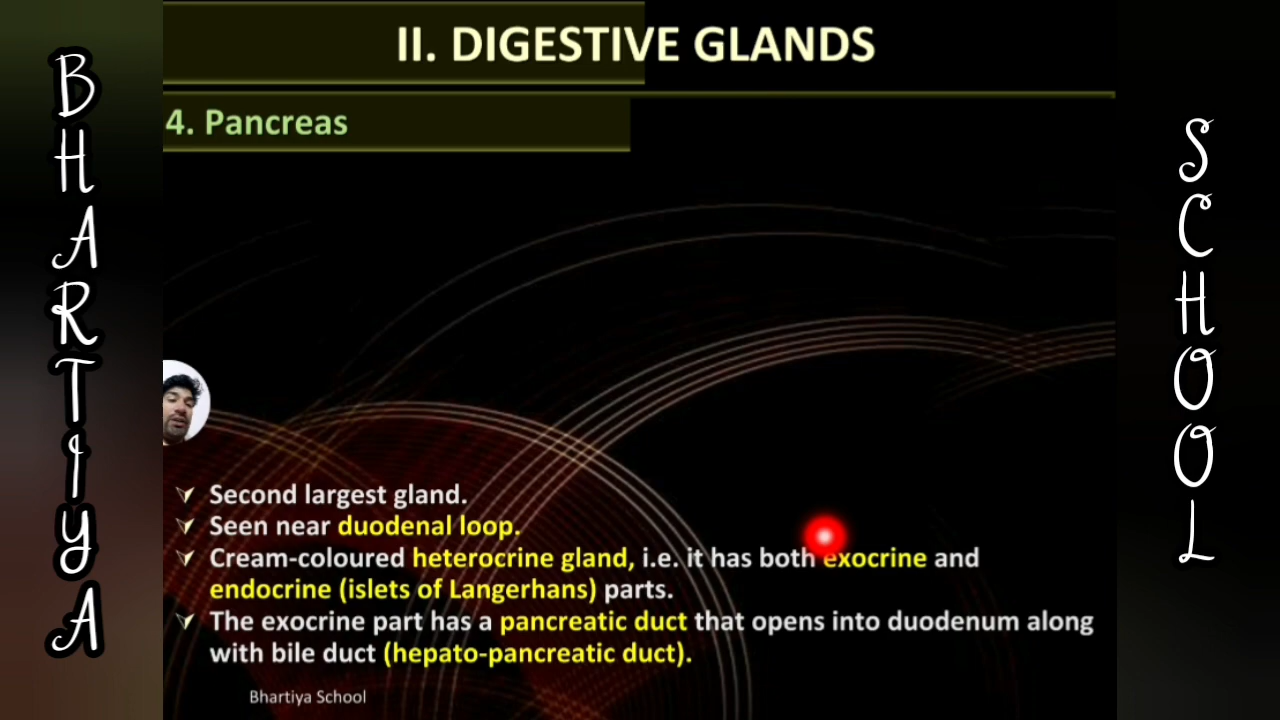 BHARTIYA
II. DIGESTIVE GLANDS
4. Pancreas
Second largest gland.
Seen near duodenal loop.
Cream-coloured heterocrine gland, i.e. it has both exocrine and
endocrine (islets of Langerhans) parts.
The exocrine part has a pancreatic duct that opens into duodenum along
with bile duct (hepato-pancreatic duct).
Bhartiya School
SCHOOL